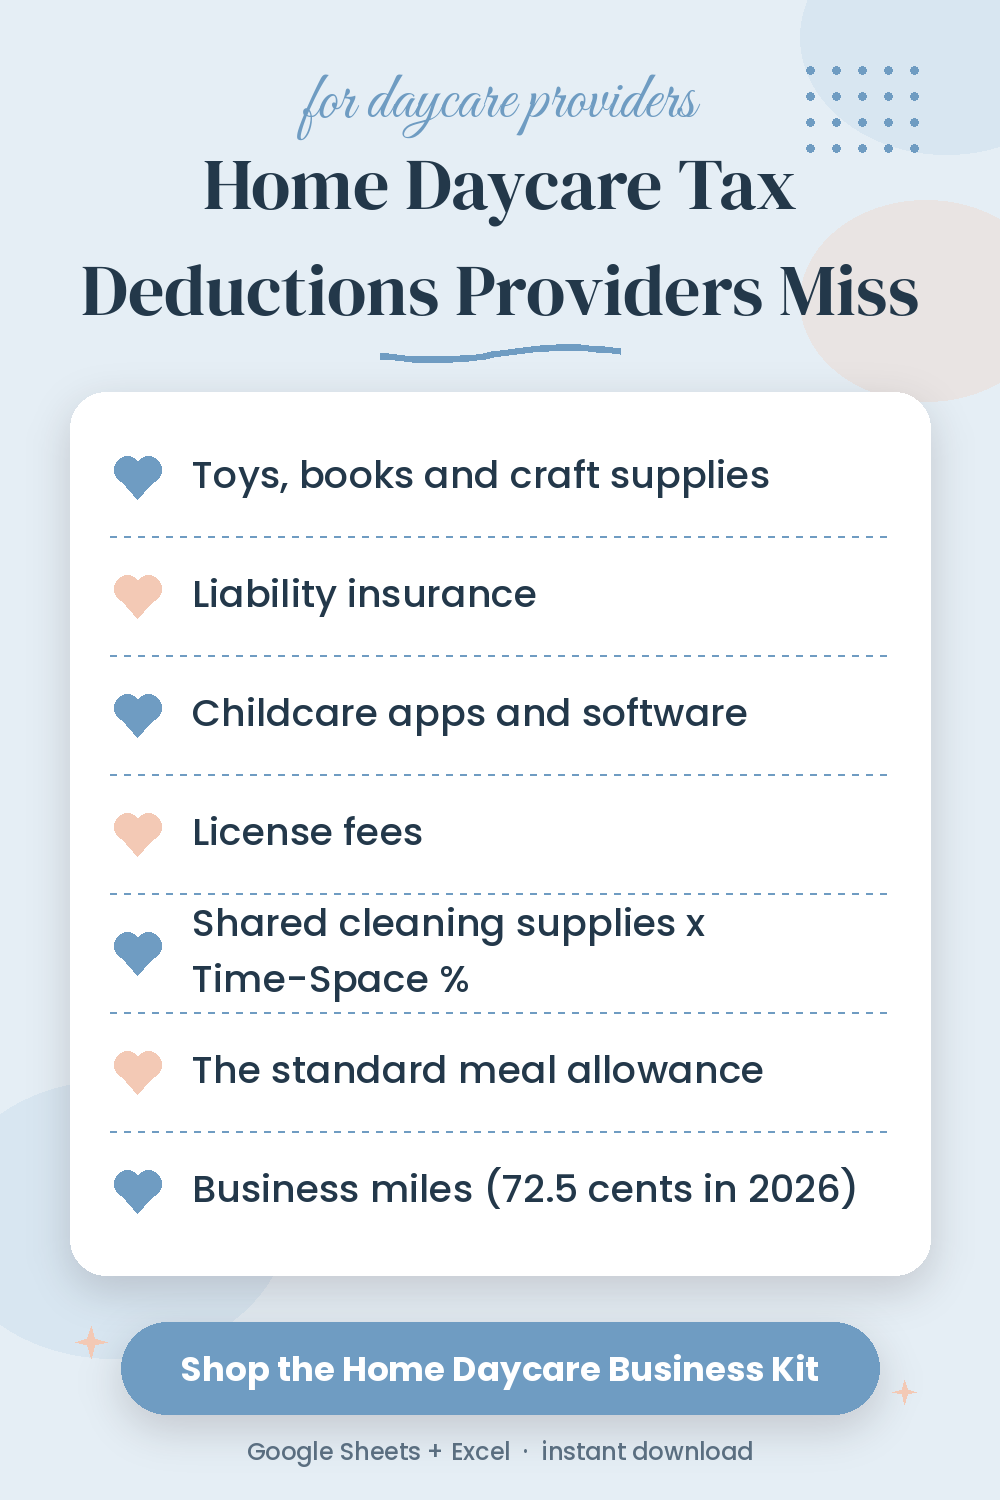 for daycare providers
Home Daycare Tax
Deductions Providers Miss
Toys, books and craft supplies
Liability insurance
Childcare apps and software
License fees
Shared cleaning supplies x
Time-Space %
The standard meal allowance
Business miles (72.5 cents in 2026)
Shop the Home Daycare Business Kit
Google Sheets + Excel · instant download